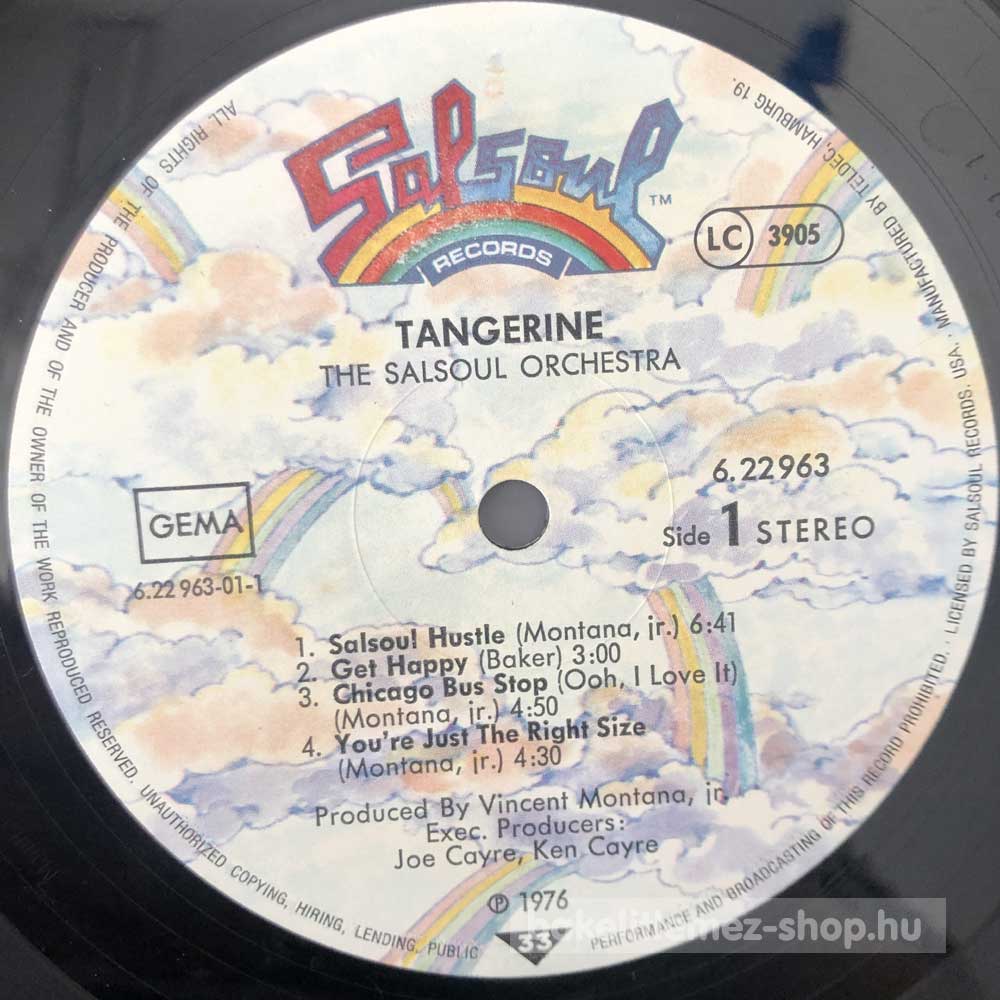 Salsoul
TM
RECORDS
LC 3905
TANGERINE
THE SALSOUL ORCHESTRA
GEMA
6.22963
6.22 963-01-1
Side 1 STEREO
1. Salsoul Hustle (Montana, jr.) 6:41
2. Get Happy (Baker) 3:00
3. Chicago Bus Stop (Ooh, I Love It)
(Montana, jr.) 4:50
4. You're Just The Right Size
(Montana, jr.) 4:30
Produced By Vincent Montana, jr.
Exec. Producers:
Joe Cayre, Ken Cayre
Ⓟ 1976
33
ALL RIGHTS OF THE PRODUCER AND OF THE OWNER OF THE WORK REPRODUCED RESERVED. UNAUTHORIZED COPYING, HIRING, LENDING, PUBLIC PERFORMANCE AND BROADCASTING OF THIS RECORD PROHIBITED. LICENSED BY SALSOUL RECORDS, USA. MANUFACTURED BY TELDEC, HAMBURG 19.
bakelitlemez-shop.hu